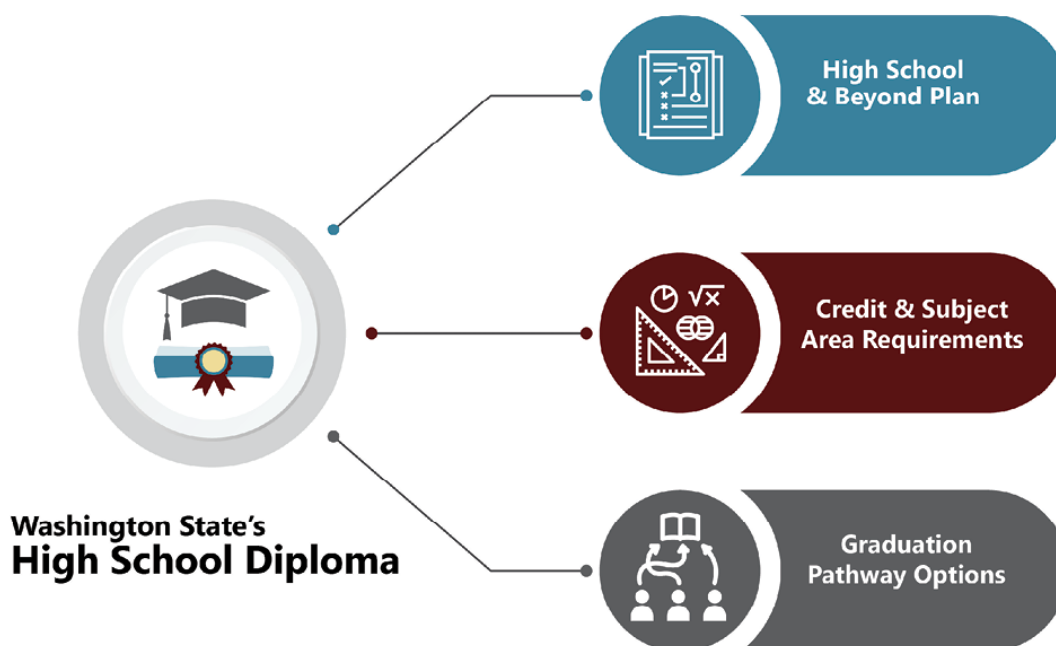 High School
& Beyond Plan
Credit & Subject
Area Requirements
Washington State's
High School Diploma
Graduation
Pathway Options